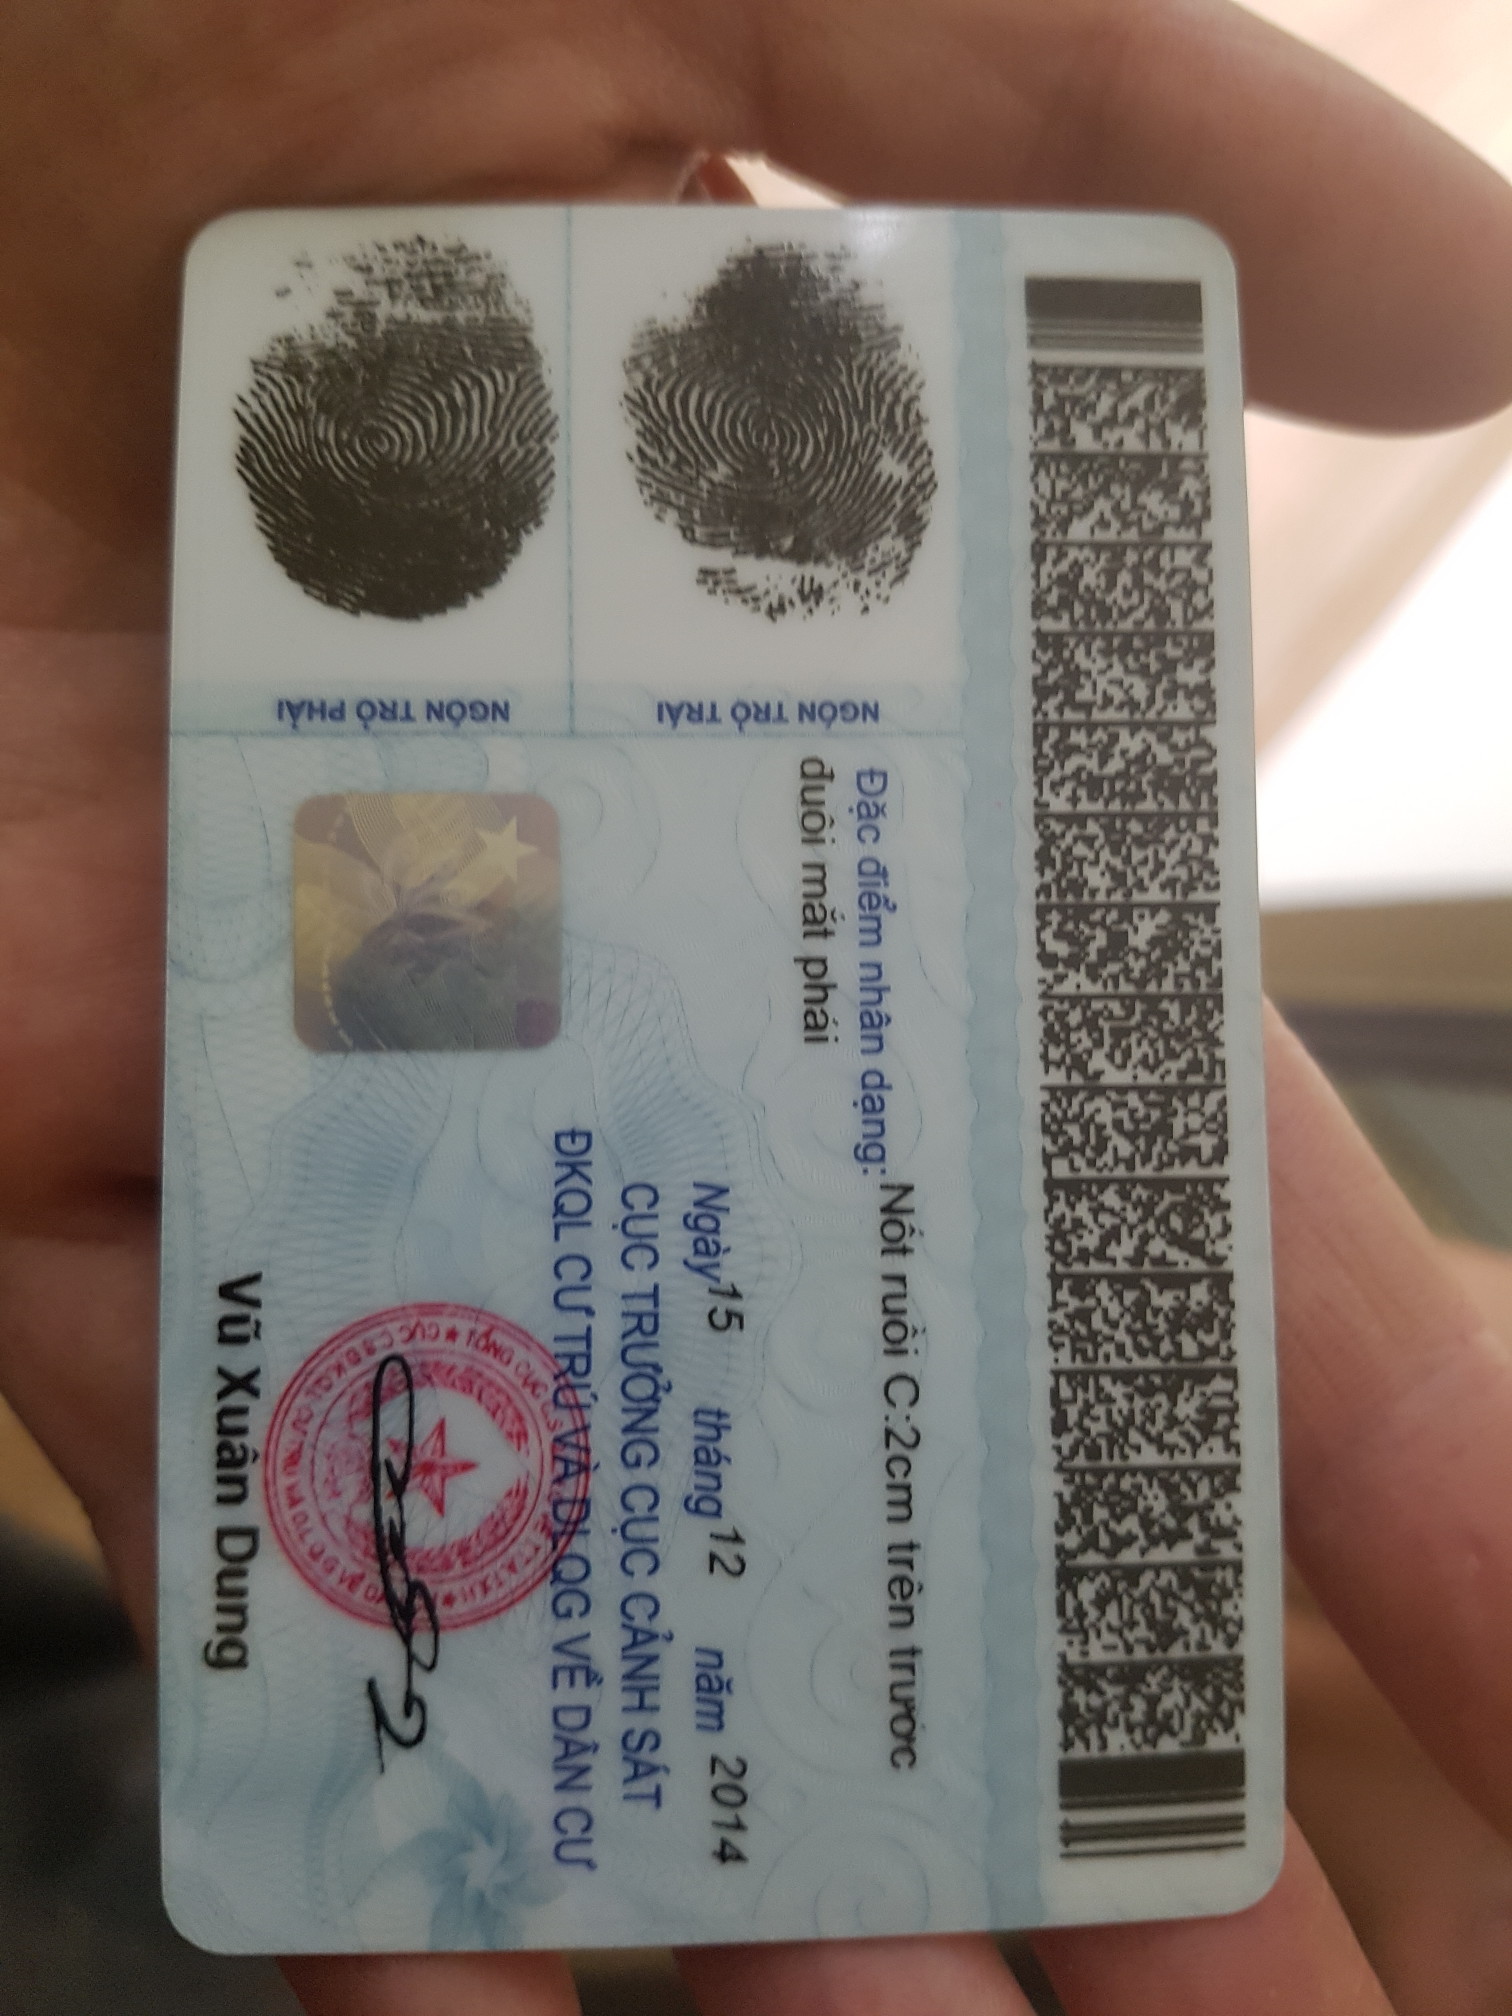 Đặc điểm nhân dạng: Nốt ruồi C:2cm trên trước
đuôi mắt phải
Ngày 15 tháng 12 năm 2014
CỤC TRƯỞNG CỤC CẢNH SÁT
ĐKQL CƯ TRÚ VÀ DLQG VỀ DÂN CƯ
Vũ Xuân Dung
NGÓN TRỎ TRÁI
NGÓN TRỎ PHẢI